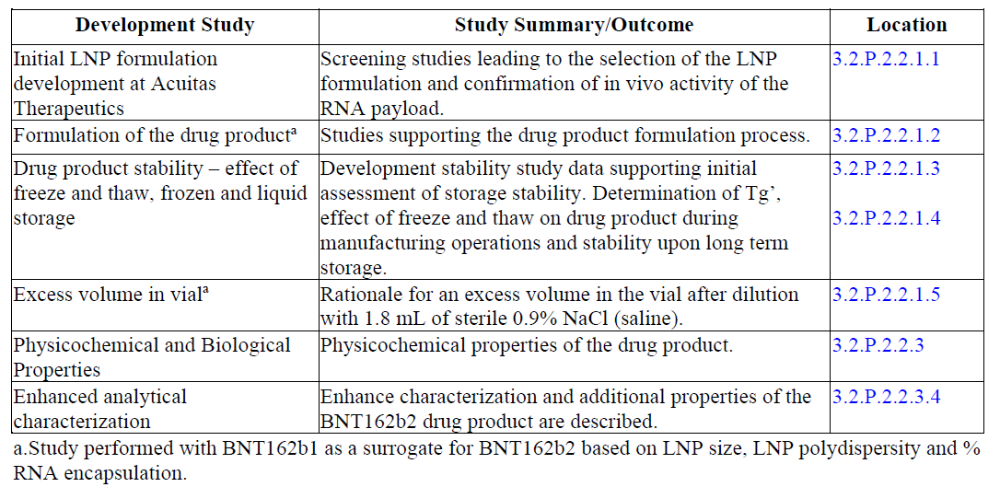 Development Study Study Summary/Outcome Location
Initial LNP formulation
development at Acuitas
Therapeutics
Screening studies leading to the selection of the LNP
formulation and confirmation of in vivo activity of the
RNA payload.
3.2.P.2.2.1.1
Formulation of the drug productᵃ
Studies supporting the drug product formulation process.
3.2.P.2.2.1.2
Drug product stability – effect of
freeze and thaw, frozen and liquid
storage
Development stability study data supporting initial
assessment of storage stability. Determination of Tg’,
effect of freeze and thaw on drug product during
manufacturing operations and stability upon long term
storage.
3.2.P.2.2.1.3
3.2.P.2.2.1.4
Excess volume in vialᵃ
Rationale for an excess volume in the vial after dilution
with 1.8 mL of sterile 0.9% NaCl (saline).
3.2.P.2.2.1.5
Physicochemical and Biological
Properties
Physicochemical properties of the drug product.
3.2.P.2.2.3
Enhanced analytical
characterization
Enhance characterization and additional properties of the
BNT162b2 drug product are described.
3.2.P.2.2.3.4
a.Study performed with BNT162b1 as a surrogate for BNT162b2 based on LNP size, LNP polydispersity and %
RNA encapsulation.